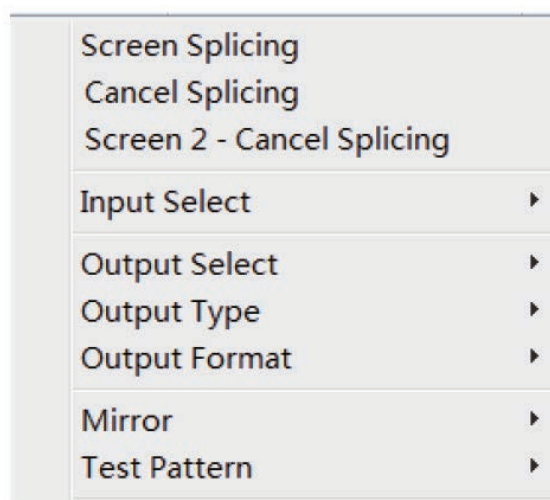 Screen Splicing
Cancel Splicing
Screen 2 - Cancel Splicing
Input Select
Output Select
Output Type
Output Format
Mirror
Test Pattern